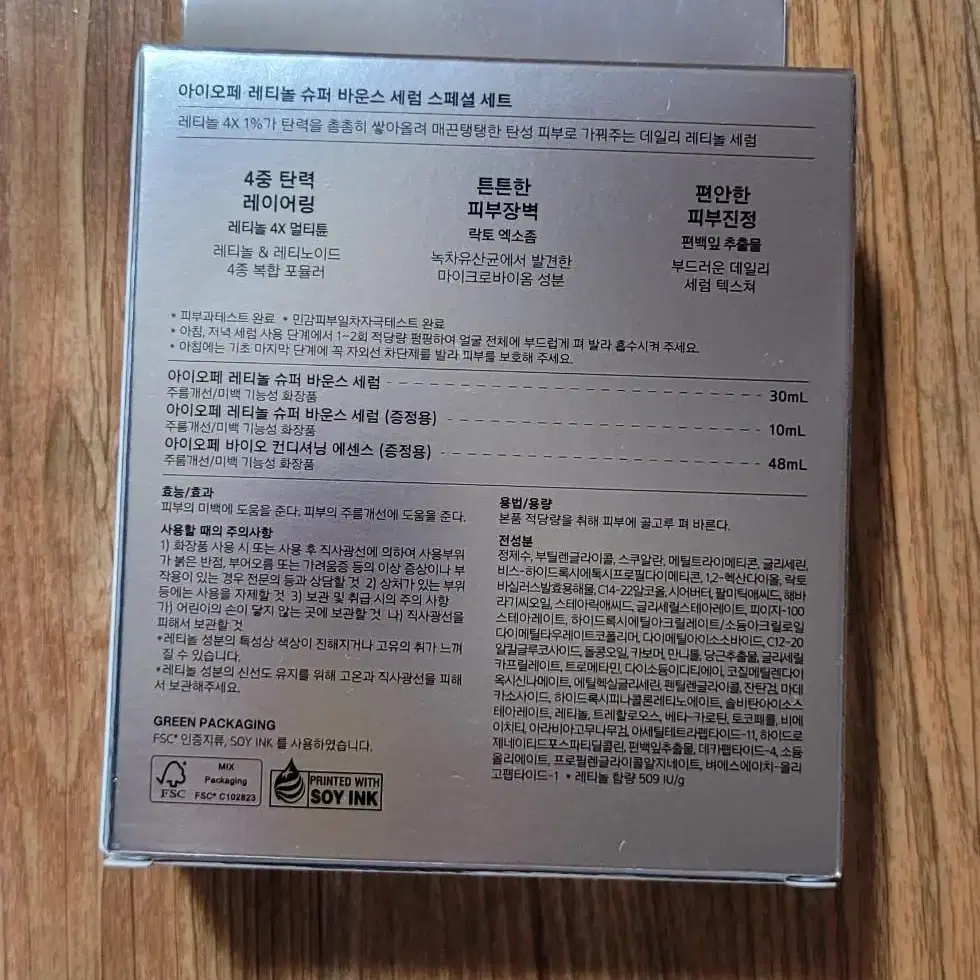 아이오페 레티놀 슈퍼 바운스 세럼 스페셜 세트
레티놀 4X 1%가 탄력을 촘촘히 쌓아올려 매끈탱탱한 탄성 피부로 가꿔주는 데일리 레티놀 세럼
4중 탄력
레이어링
레티놀 4X 멀티튠
레티놀 & 레티노이드
4종 복합 포뮬러
튼튼한
피부장벽
락토 엑소좀
녹차유산균에서 발견한
마이크로바이옴 성분
편안한
피부진정
편백잎 추출물
부드러운 데일리
세럼 텍스쳐
* 피부과테스트 완료 * 민감피부일차자극테스트 완료
* 아침, 저녁 세럼 사용 단계에서 1~2회 적당량 펌핑하여 얼굴 전체에 부드럽게 펴 발라 흡수시켜 주세요.
* 아침에는 기초 마지막 단계에 꼭 자외선 차단제를 발라 피부를 보호해 주세요.
아이오페 레티놀 슈퍼 바운스 세럼 30mL
주름개선/미백 기능성 화장품
아이오페 레티놀 슈퍼 바운스 세럼 (증정용) 10mL
주름개선/미백 기능성 화장품
아이오페 바이오 컨디셔닝 에센스 (증정용) 48mL
주름개선/미백 기능성 화장품
효능/효과
피부의 미백에 도움을 준다. 피부의 주름개선에 도움을 준다.
사용할 때의 주의사항
1) 화장품 사용 시 또는 사용 후 직사광선에 의하여 사용부위
가 붉은 반점, 부어오름 또는 가려움증 등의 이상 증상이나 부
작용이 있는 경우 전문의 등과 상담할 것 2) 상처가 있는 부위
등에는 사용을 자제할 것 3) 보관 및 취급 시의 주의 사항
가) 어린이의 손이 닿지 않는 곳에 보관할 것 나) 직사광선을
피해서 보관할 것
*레티놀 성분의 특성상 색상이 진해지거나 고유의 취가 느껴
질 수 있습니다.
*레티놀 성분의 신선도 유지를 위해 고온과 직사광선을 피해
서 보관해주세요.
GREEN PACKAGING
FSC® 인증지류, SOY INK 를 사용하였습니다.
FSC
MIX
Packaging
FSC® C102823
PRINTED WITH
SOY INK
용법/용량
본품 적당량을 취해 피부에 골고루 펴 바른다.
전성분
정제수, 부틸렌글라이콜, 스쿠알란, 메틸트라이메티콘, 글리세린,
비스-하이드록시에톡시프로필다이메티콘, 1,2-헥산다이올, 락토
바실러스발효용해물, C14-22알코올, 시어버터, 팔미틱애씨드, 해바
라기씨오일, 스테아릭애씨드, 글리세릴스테아레이트, 피이지-100
스테아레이트, 하이드록시에틸아크릴레이트/소듐아크릴로일
다이메틸타우레이트코폴리머, 다이메틸아이소소바이드, C12-20
알킬글루코사이드, 돌콩오일, 카보머, 만니톨, 당근추출물, 글리세릴
카프릴레이트, 트로메타민, 다이소듐이디티에이, 코질메틸렌다이
옥시신나메이트, 에틸헥실글리세린, 펜틸렌글라이콜, 잔탄검, 마데
카소사이드, 하이드록시피나콜론레티노에이트, 솔비탄아이소스
테아레이트, 레티놀, 트레할로오스, 베타-카로틴, 토코페롤, 비에
이치티, 아라비아고무나무검, 아세틸테트라펩타이드-11, 하이드로
제네이티드포스파티딜콜린, 편백잎추출물, 데카펩타이드-4, 소듐
올리에이트, 프로필렌글라이콜알지네이트, 벼에스에이치-올리
고펩타이드-1 * 레티놀 함량 509 IU/g